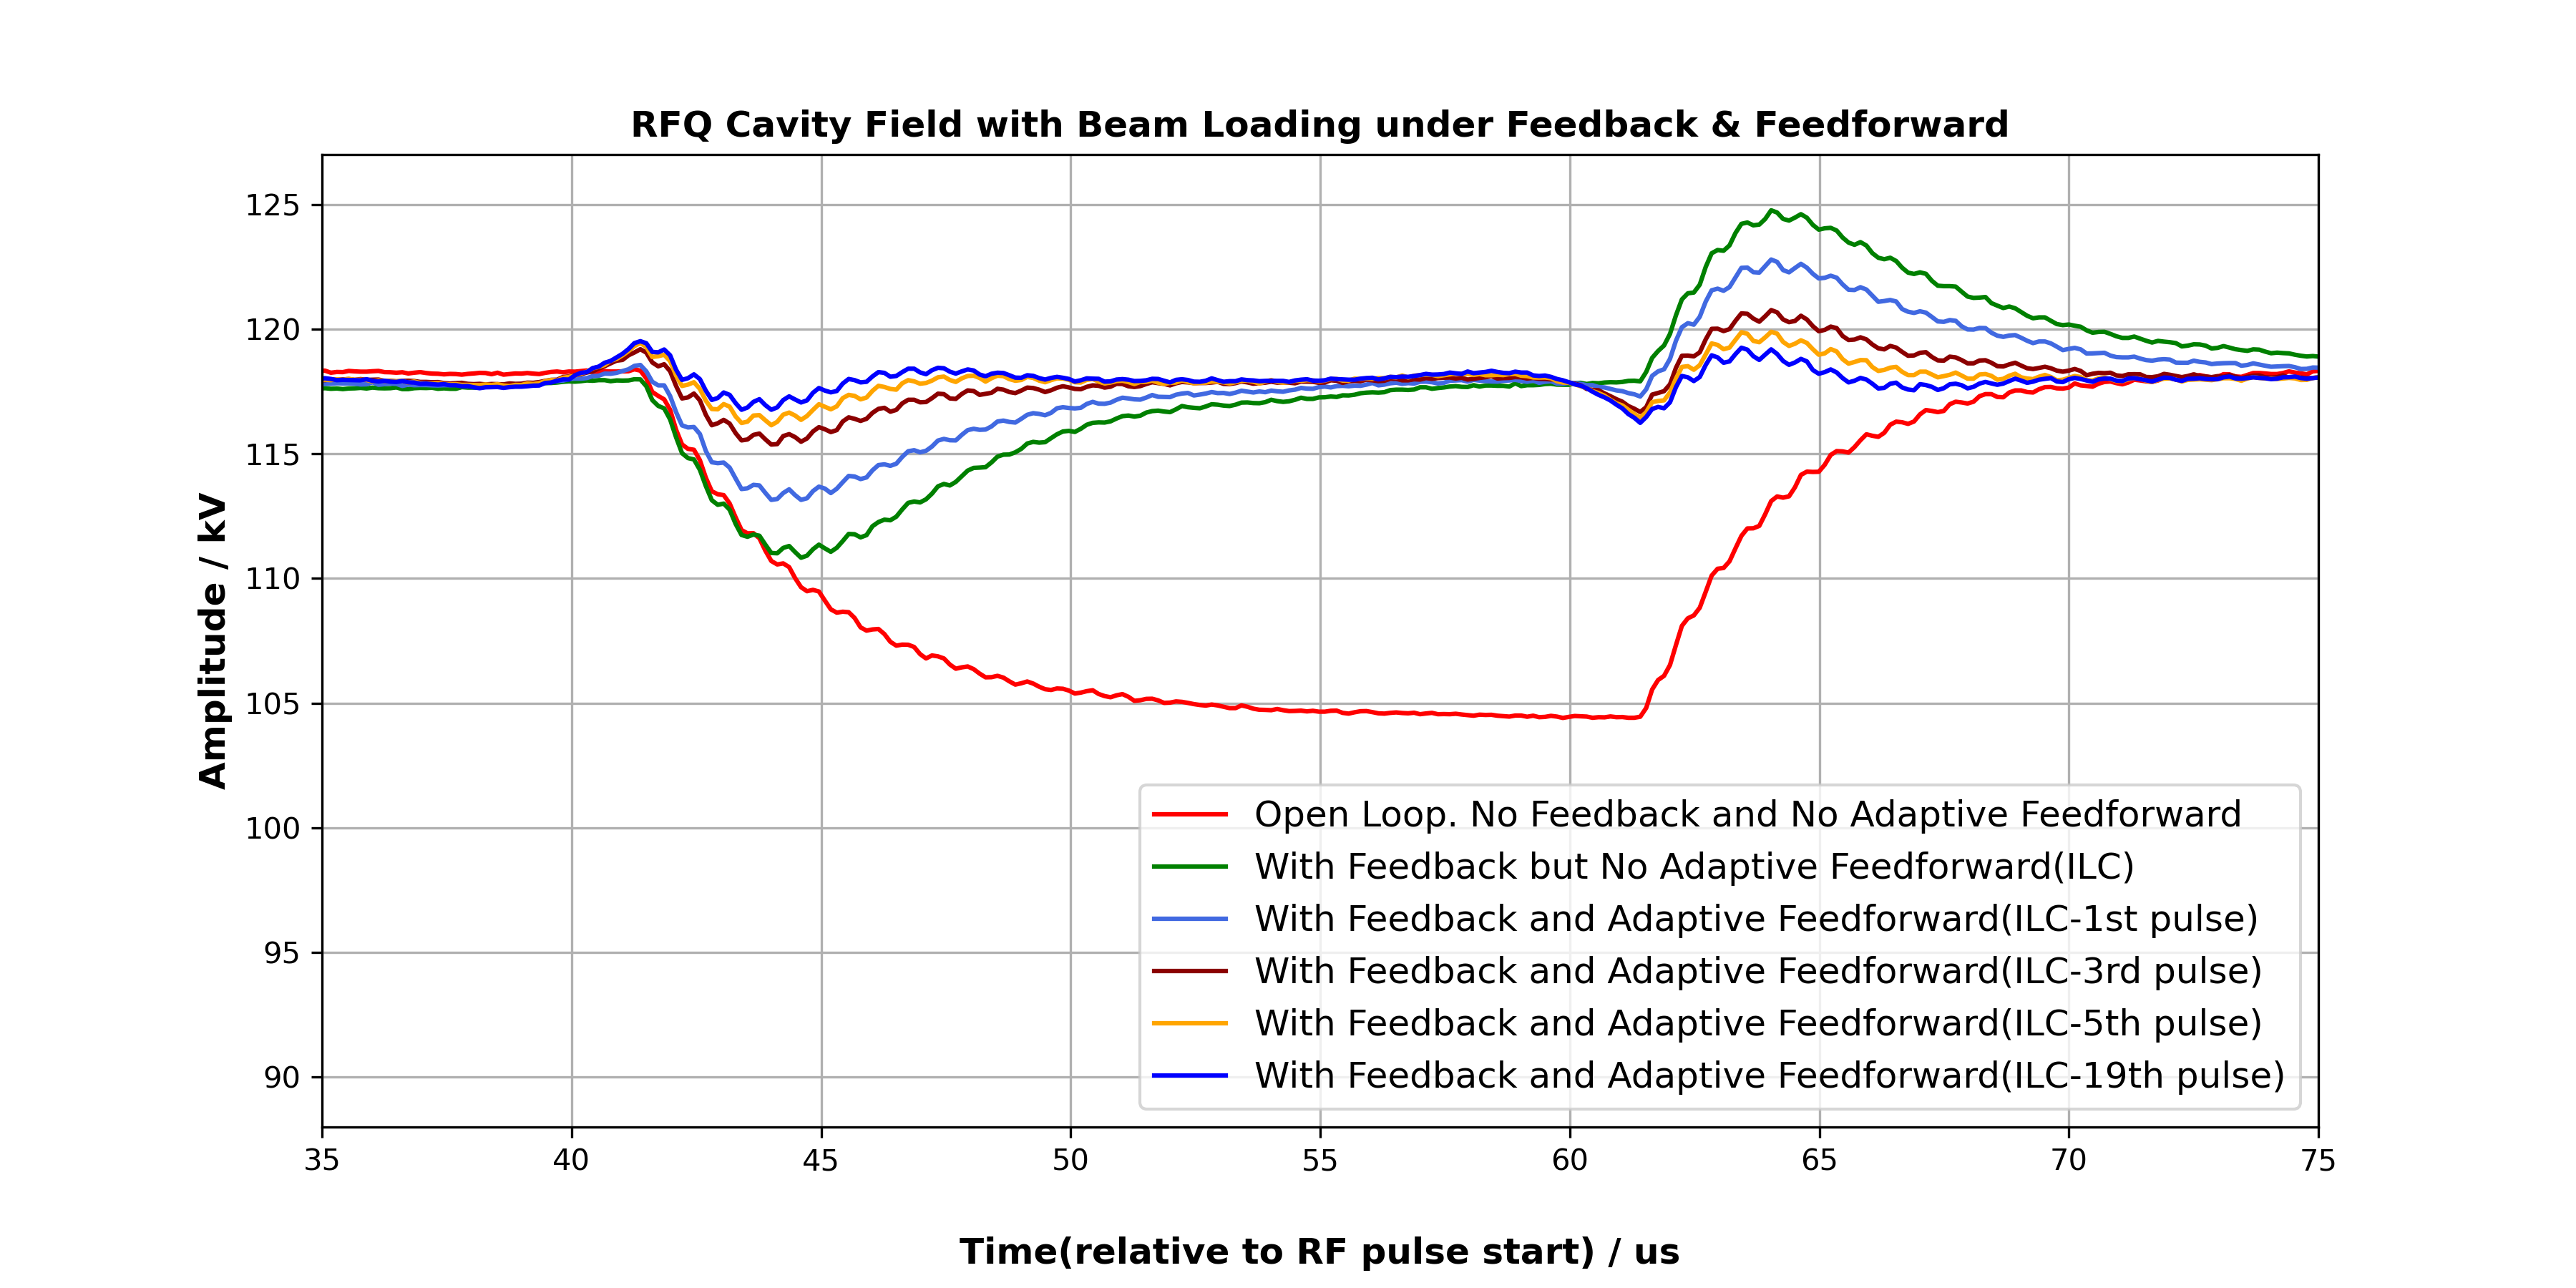 RFQ Cavity Field with Beam Loading under Feedback & Feedforward
Amplitude / kV
125
120
115
110
105
100
95
90
Open Loop. No Feedback and No Adaptive Feedforward
With Feedback but No Adaptive Feedforward(ILC)
With Feedback and Adaptive Feedforward(ILC-1st pulse)
With Feedback and Adaptive Feedforward(ILC-3rd pulse)
With Feedback and Adaptive Feedforward(ILC-5th pulse)
With Feedback and Adaptive Feedforward(ILC-19th pulse)
35 40 45 50 55 60 65 70 75
Time(relative to RF pulse start) / us